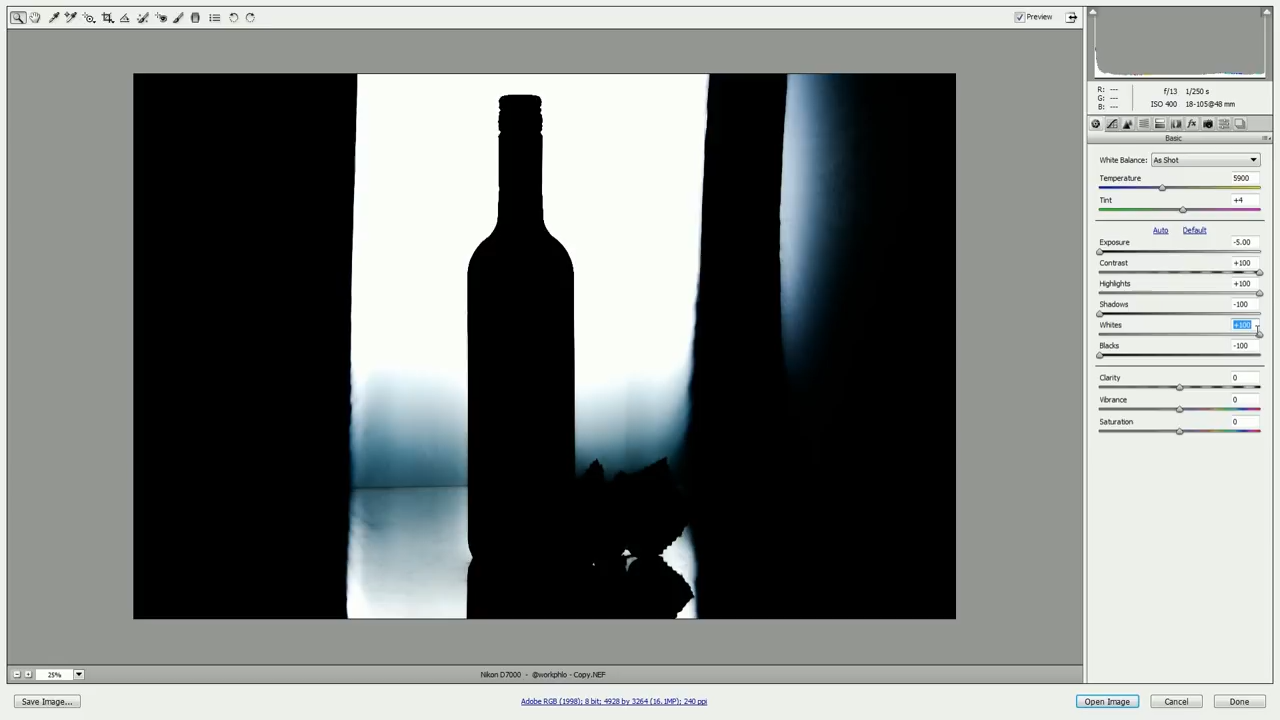 Preview
R: ---
G: ---
B: ---
f/13 1/250 s
ISO 400 18-105@48 mm
Basic
White Balance: As Shot
Temperature 5900
Tint +4
Auto Default
Exposure -5.00
Contrast +100
Highlights +100
Shadows -100
Whites +100
Blacks -100
Clarity 0
Vibrance 0
Saturation 0
25%
Nikon D7000 - @workphlo - Copy.NEF
Save Image...
Adobe RGB (1998); 8 bit; 4928 by 3264 (16.1MP); 240 ppi
Open Image
Cancel
Done